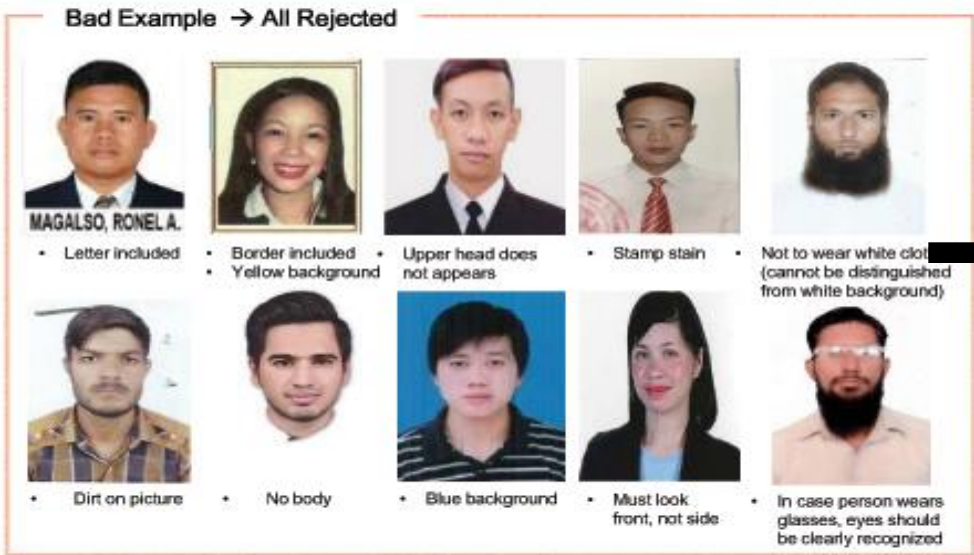 Bad Example → All Rejected
MAGALSO, RONEL A.
• Letter included
• Border included
• Yellow background
• Upper head does
not appears
• Stamp stain
• Not to wear white clot
(cannot be distinguished
from white background)
• Dirt on picture
• No body
• Blue background
• Must look
front, not side
• In case person wears
glasses, eyes should
be clearly recognized